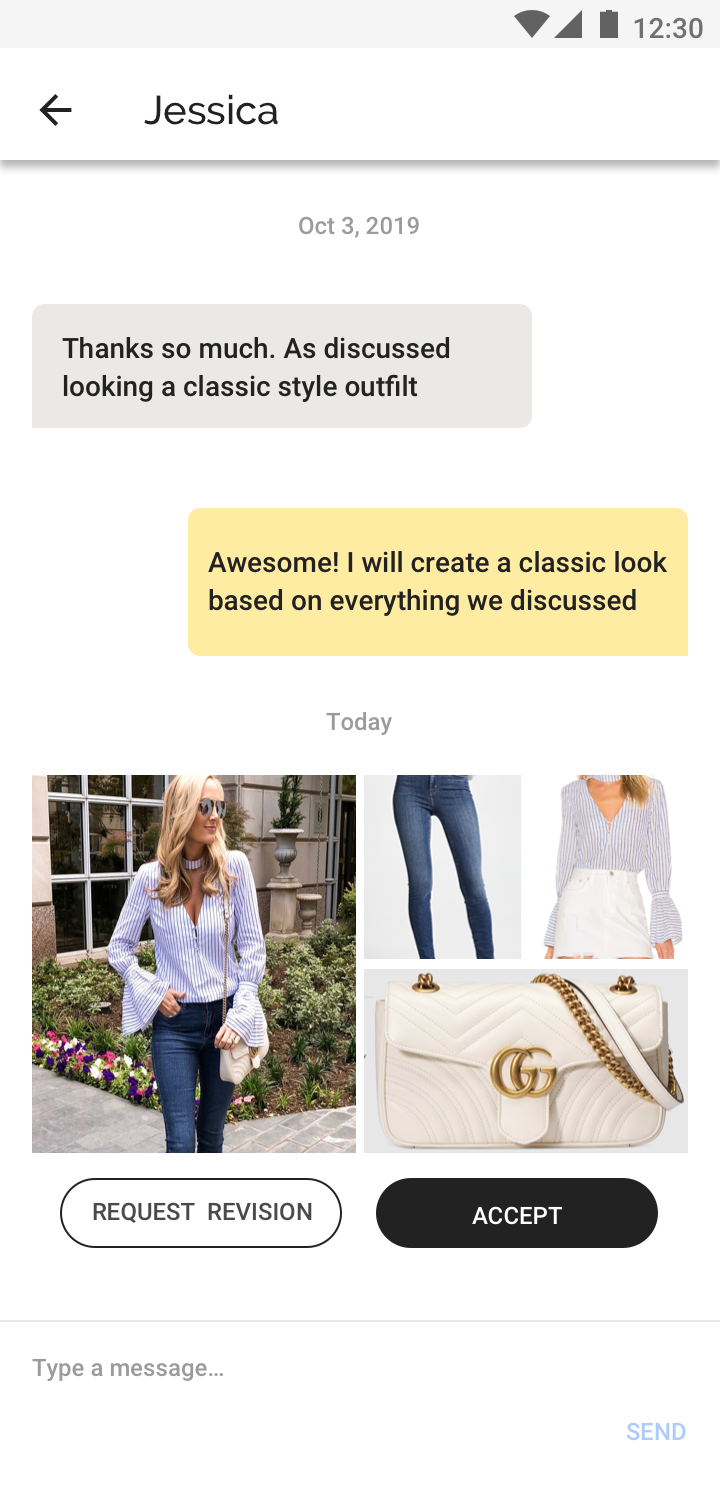 12:30
Jessica
Oct 3, 2019
Thanks so much. As discussed
looking a classic style outfilt
Awesome! I will create a classic look
based on everything we discussed
Today
REQUEST REVISION
ACCEPT
Type a message...
SEND